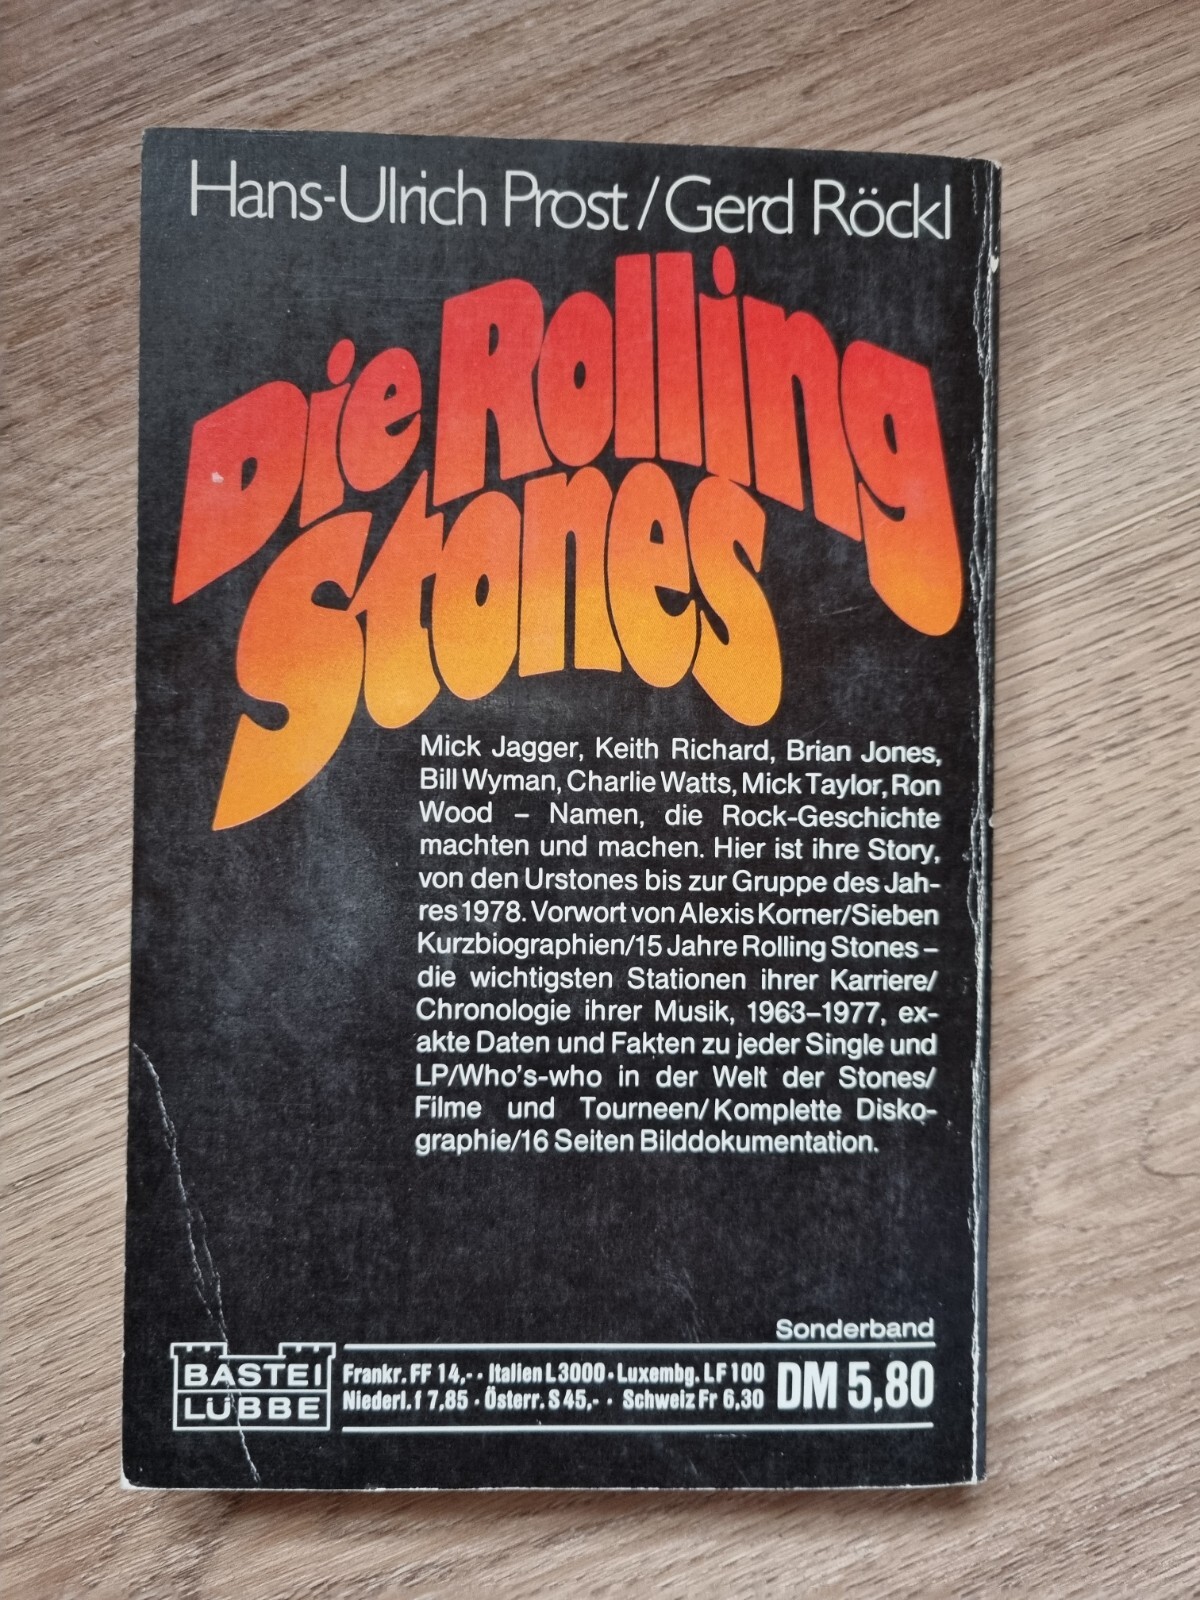 Hans-Ulrich Prost/Gerd Röckl
Die Rolling
Stones
Mick Jagger, Keith Richard, Brian Jones,
Bill Wyman, Charlie Watts, Mick Taylor, Ron
Wood – Namen, die Rock-Geschichte
machten und machen. Hier ist ihre Story,
von den Urstones bis zur Gruppe des Jah-
res 1978. Vorwort von Alexis Korner/Sieben
Kurzbiographien/15 Jahre Rolling Stones –
die wichtigsten Stationen ihrer Karriere/
Chronologie ihrer Musik, 1963–1977, ex-
akte Daten und Fakten zu jeder Single und
LP/Who's-who in der Welt der Stones/
Filme und Tourneen/Komplette Disko-
graphie/16 Seiten Bilddokumentation.
Sonderband
BASTEI
LÜBBE
Frankr. FF 14,- · Italien L 3000 · Luxembg. LF 100
Niederl. f 7,85 · Österr. S 45,- · Schweiz Fr 6,30
DM 5,80